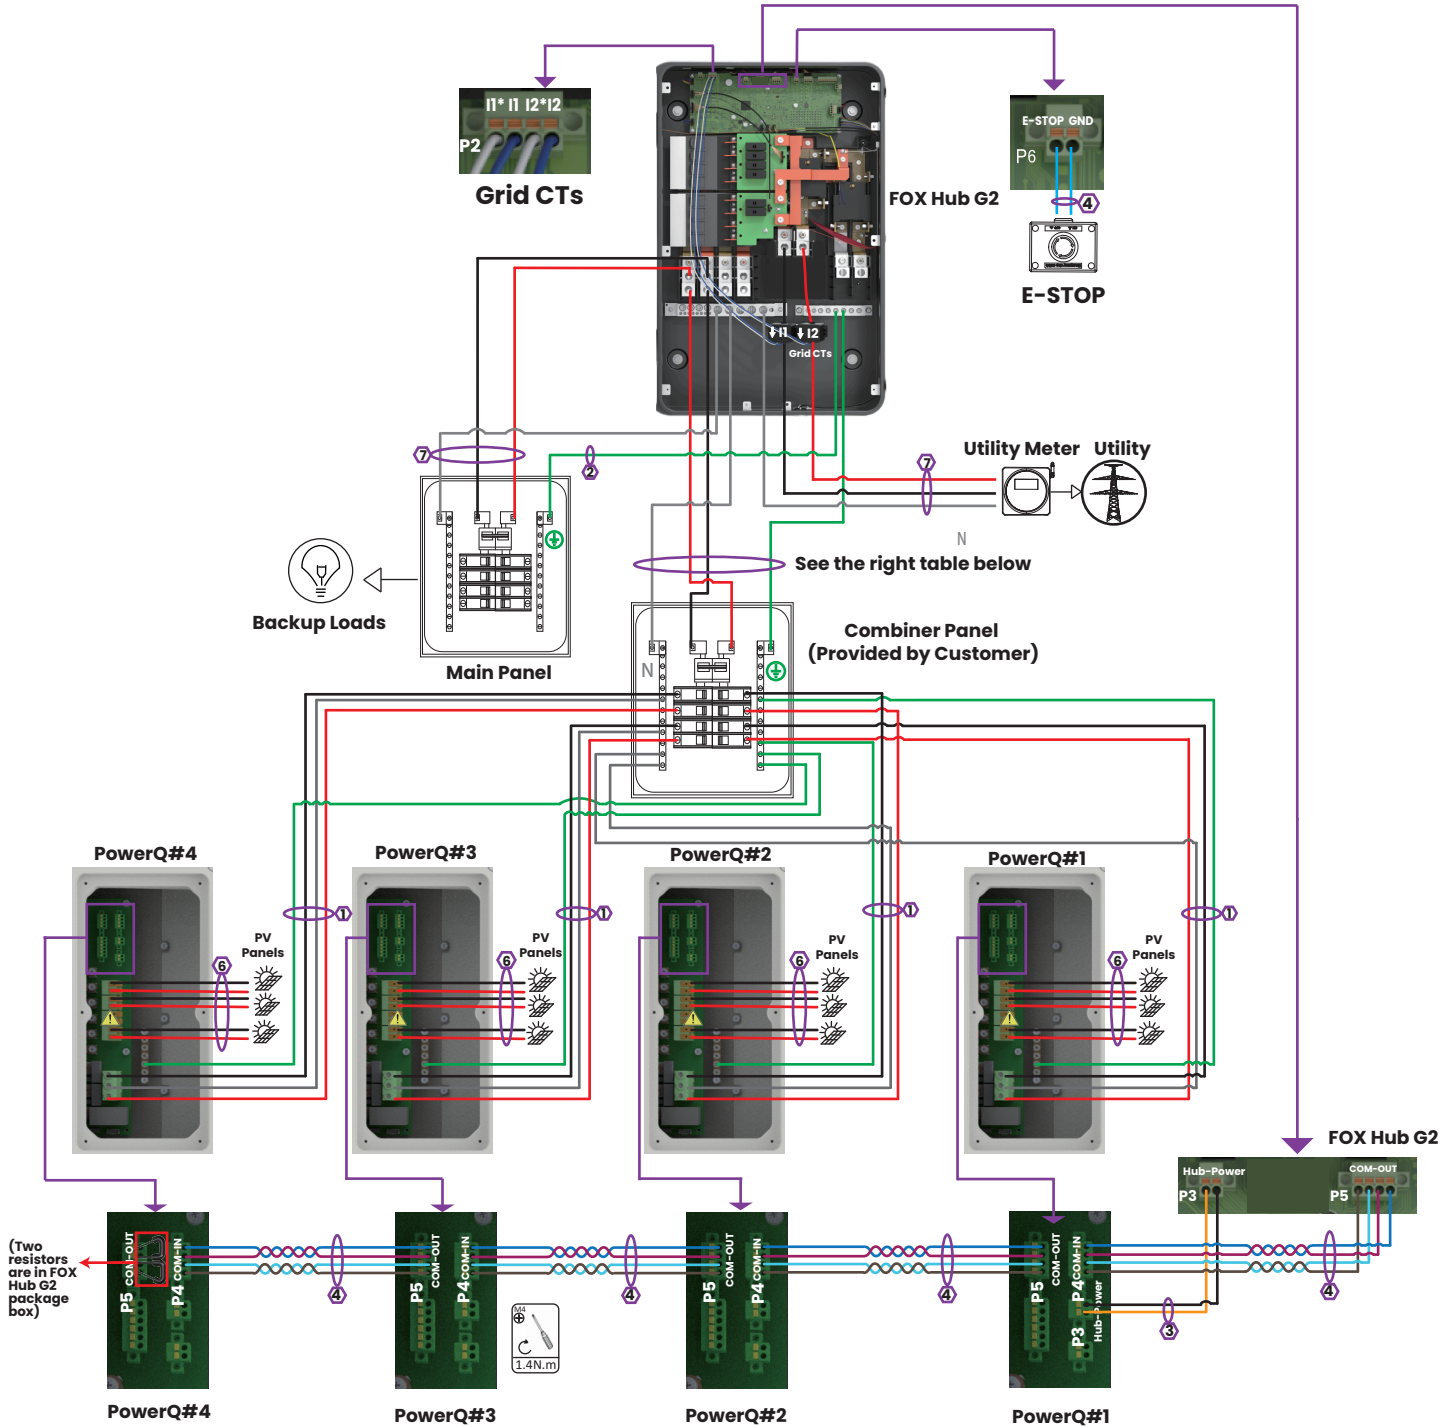 I1* I1 I2* I2
P2
Grid CTs
FOX Hub G2
E-STOP GND
P6
4
E-STOP
I1 I2
Grid CTs
7
2
7
Utility Meter
Utility
N
See the right table below
Backup Loads
Main Panel
Combiner Panel
(Provided by Customer)
N
PowerQ#4
PowerQ#3
PowerQ#2
PowerQ#1
1
1
1
1
PV
Panels
PV
Panels
PV
Panels
PV
Panels
6
6
6
6
FOX Hub G2
Hub-Power
P3
COM-OUT
P5
(Two
resistors
are in FOX
Hub G2
package
box)
P5
COM-OUT
P4
COM-IN
P5
COM-OUT
P4
COM-IN
P5
COM-OUT
P4
COM-IN
P5
COM-OUT
P4
COM-IN
P3
Hub-Power
4
4
4
4
3
M4
1.4N.m
PowerQ#4
PowerQ#3
PowerQ#2
PowerQ#1